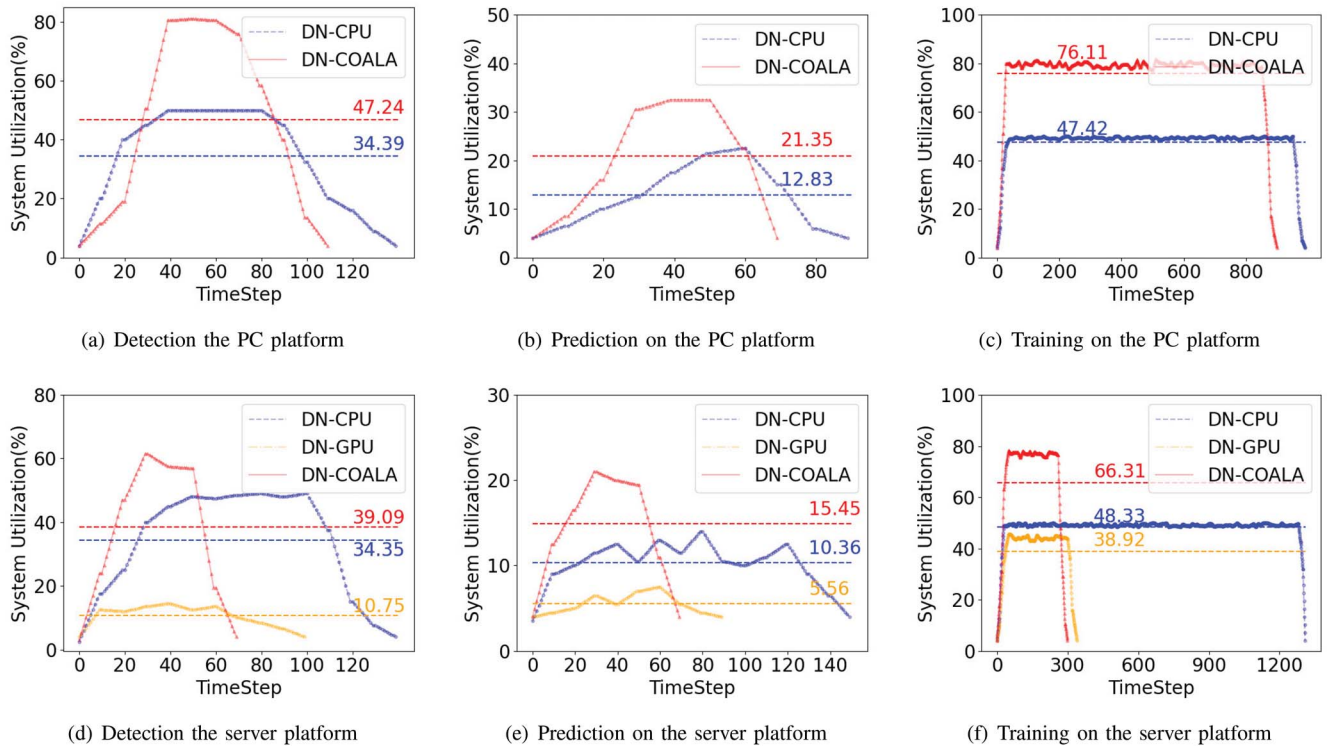 80
60
40
20
0
System Utilization(%)
DN-CPU
DN-COALA
47.24
34.39
0 20 40 60 80 100 120
TimeStep
(a) Detection the PC platform
50
40
30
20
10
0
System Utilization(%)
DN-CPU
DN-COALA
21.35
12.83
0 20 40 60 80
TimeStep
(b) Prediction on the PC platform
100
80
60
40
20
0
System Utilization(%)
DN-CPU
DN-COALA
76.11
47.42
0 200 400 600 800
TimeStep
(c) Training on the PC platform
80
60
40
20
0
System Utilization(%)
DN-CPU
DN-GPU
DN-COALA
39.09
34.35
10.75
0 20 40 60 80 100 120
TimeStep
(d) Detection the server platform
30
20
10
0
System Utilization(%)
DN-CPU
DN-GPU
DN-COALA
15.45
10.36
5.56
0 20 40 60 80 100 120 140
TimeStep
(e) Prediction on the server platform
100
80
60
40
20
0
System Utilization(%)
DN-CPU
DN-GPU
DN-COALA
66.31
48.33
38.92
0 300 600 900 1200
TimeStep
(f) Training on the server platform